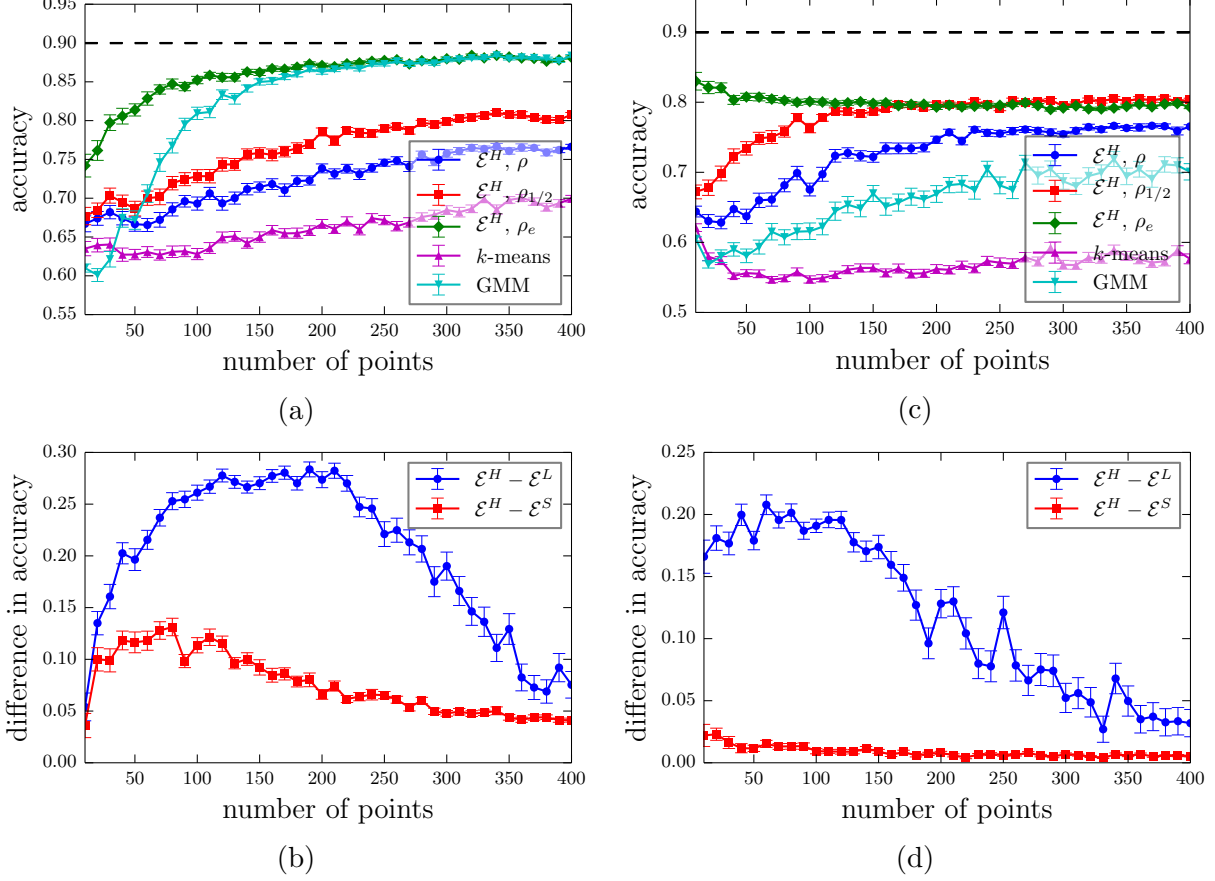 0.95
0.90
0.85
0.80
0.75
0.70
0.65
0.60
0.55
accuracy
50 100 150 200 250 300 350 400
number of points
ℰ^H, ρ
ℰ^H, ρ_{1/2}
ℰ^H, ρ_e
k-means
GMM
(a)
0.9
0.8
0.7
0.6
0.5
accuracy
50 100 150 200 250 300 350 400
number of points
ℰ^H, ρ
ℰ^H, ρ_{1/2}
ℰ^H, ρ_e
k-means
GMM
(c)
0.30
0.25
0.20
0.15
0.10
0.05
0.00
difference in accuracy
50 100 150 200 250 300 350 400
number of points
ℰ^H − ℰ^L
ℰ^H − ℰ^S
(b)
0.25
0.20
0.15
0.10
0.05
0.00
difference in accuracy
50 100 150 200 250 300 350 400
number of points
ℰ^H − ℰ^L
ℰ^H − ℰ^S
(d)